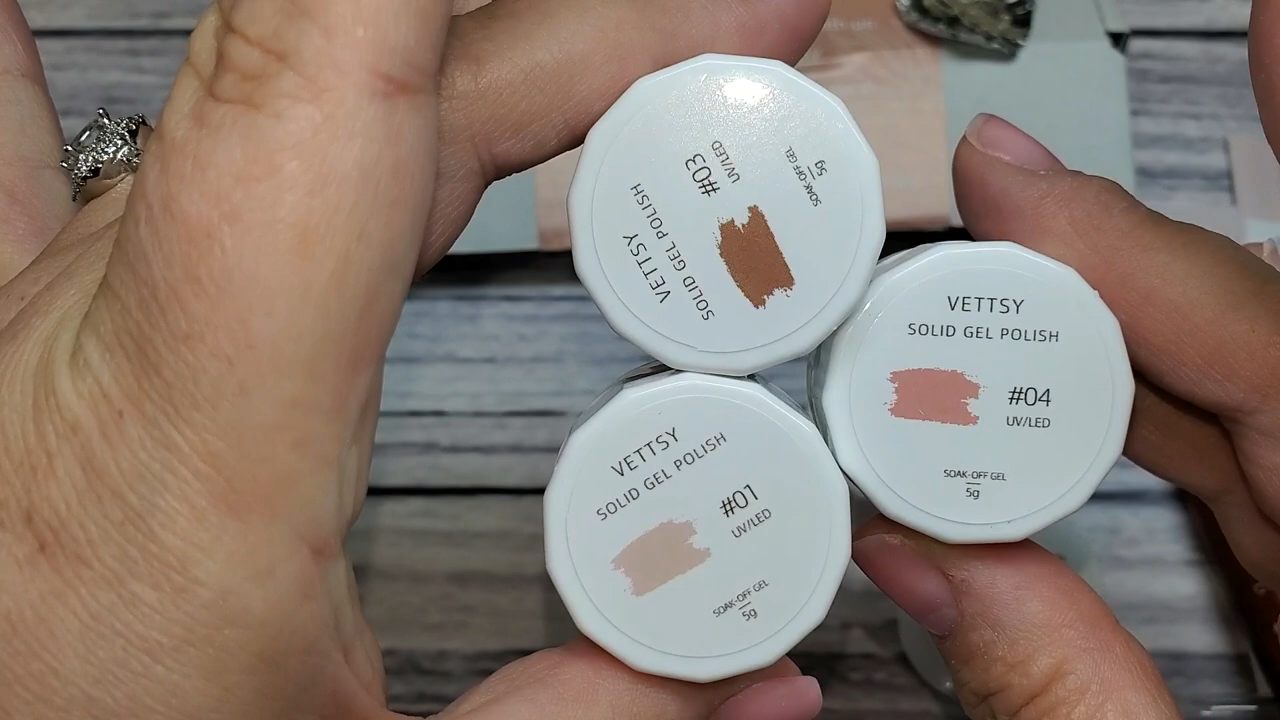 VETTSY
SOLID GEL POLISH
#03
UV/LED
SOAK-OFF GEL
5g
VETTSY
SOLID GEL POLISH
#04
UV/LED
SOAK-OFF GEL
5g
VETTSY
SOLID GEL POLISH
#01
UV/LED
SOAK-OFF GEL
5g